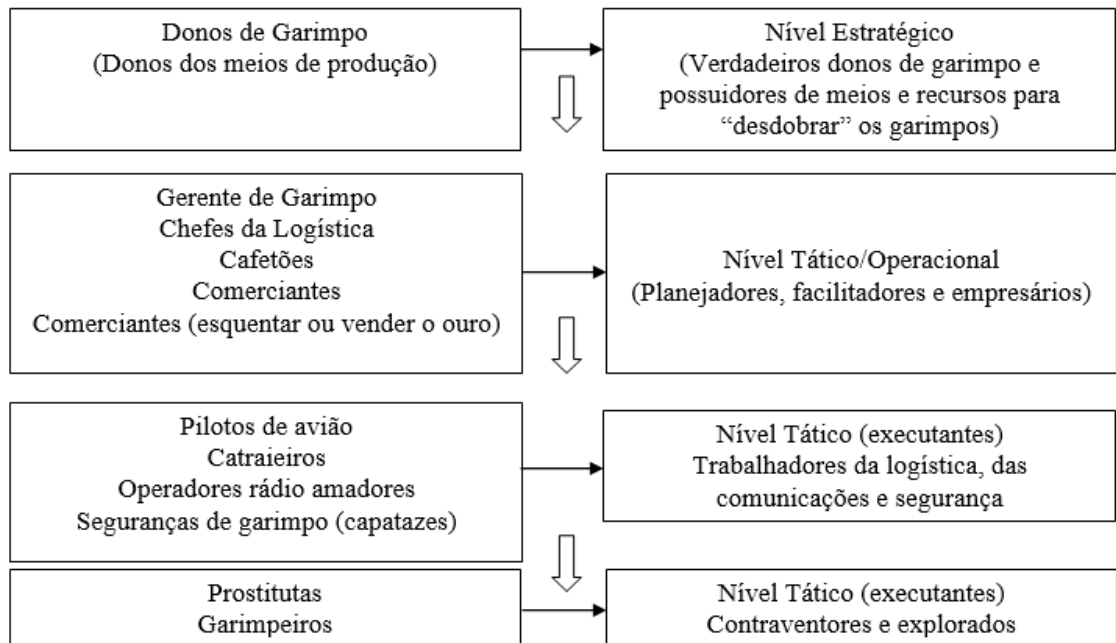 Donos de Garimpo
(Donos dos meios de produção)
Nível Estratégico
(Verdadeiros donos de garimpo e
possuidores de meios e recursos para
“desdobrar” os garimpos)
Gerente de Garimpo
Chefes da Logística
Cafetões
Comerciantes
Comerciantes (esquentar ou vender o ouro)
Nível Tático/Operacional
(Planejadores, facilitadores e empresários)
Pilotos de avião
Catraieiros
Operadores rádio amadores
Seguranças de garimpo (capatazes)
Nível Tático (executantes)
Trabalhadores da logística, das
comunicações e segurança
Prostitutas
Garimpeiros
Nível Tático (executantes)
Contraventores e explorados